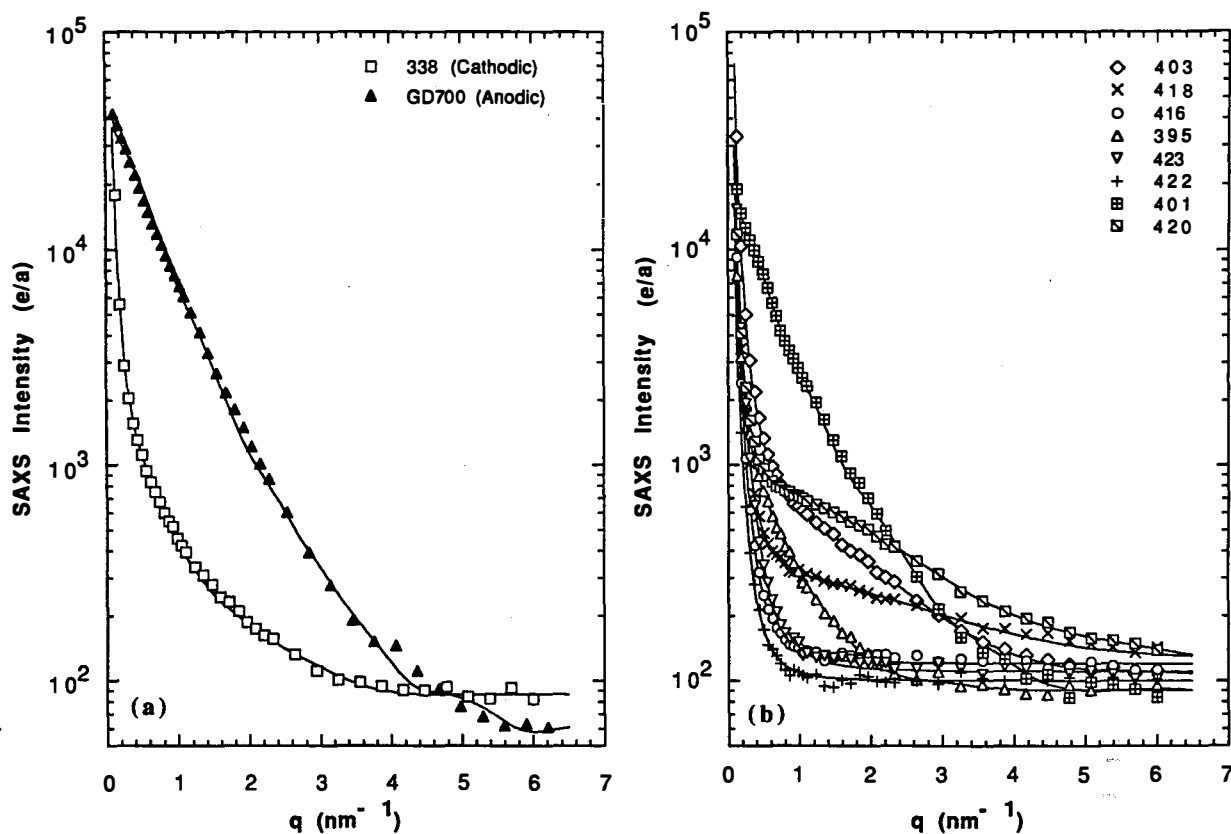 10^5
10^4
10^3
10^2
SAXS Intensity (e/a)
□ 338 (Cathodic)
▲ GD700 (Anodic)
(a)
0 1 2 3 4 5 6 7
q (nm^- 1)
10^5
10^4
10^3
10^2
SAXS Intensity (e/a)
403
418
416
395
423
422
401
420
(b)
0 1 2 3 4 5 6 7
q (nm^- 1)